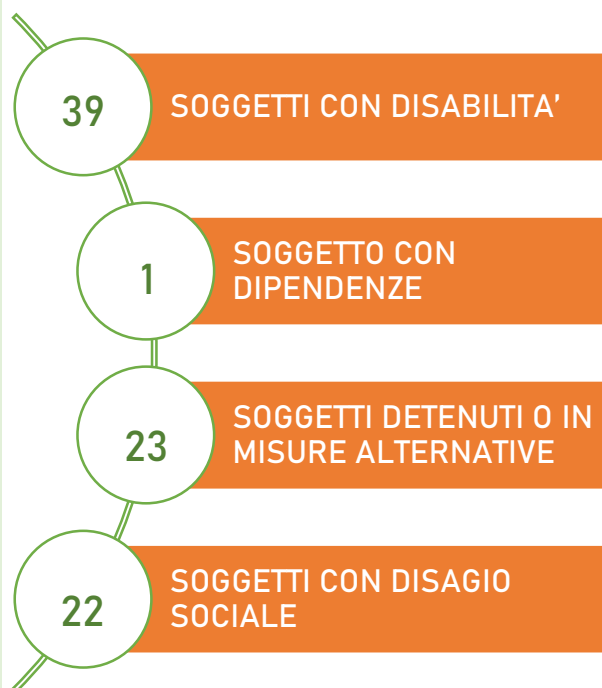 39
SOGGETTI CON DISABILITA'
1
SOGGETTO CON
DIPENDENZE
23
SOGGETTI DETENUTI O IN
MISURE ALTERNATIVE
22
SOGGETTI CON DISAGIO
SOCIALE